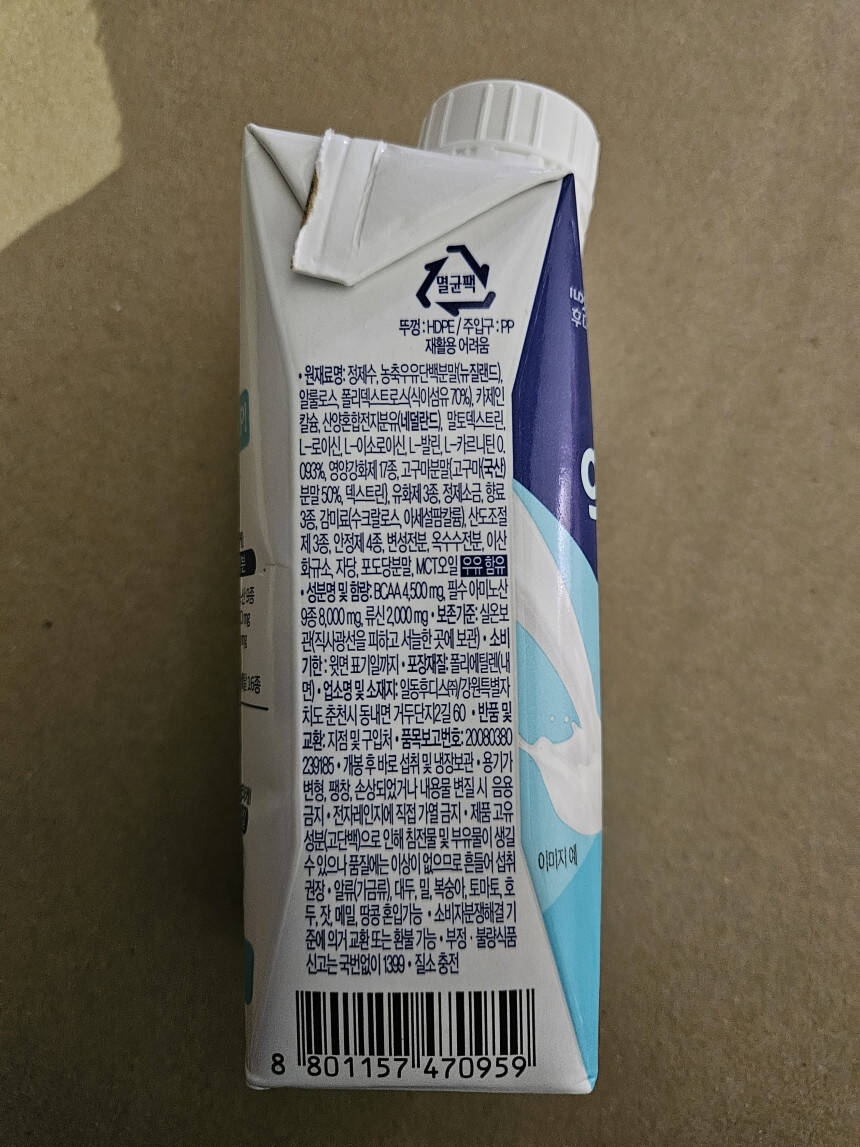 멸균팩
뚜껑 : HDPE / 주입구 : PP
재활용 어려움
• 원재료명: 정제수, 농축우유단백분말(뉴질랜드),
알룰로스, 폴리덱스트로스(식이섬유 70%), 카제인
칼슘, 산양혼합전지분유(네덜란드), 말토덱스트린,
L-로이신, L-이소로이신, L-발린, L-카르니틴 0.
093%, 영양강화제 17종, 고구마분말{고구마(국산)
분말 50%, 덱스트린}, 유화제 3종, 정제소금, 향료
3종, 감미료(수크랄로스, 아세설팜칼륨), 산도조절
제 3종, 안정제 4종, 변성전분, 옥수수전분, 이산
화규소, 자당, 포도당분말, MCT오일 우유 함유
• 성분명 및 함량: BCAA 4,500 mg, 필수 아미노산
9종 8,000 mg, 류신 2,000 mg • 보존기준: 실온보
관(직사광선을 피하고 서늘한 곳에 보관) • 소비
기한 : 윗면 표기일까지 • 포장재질: 폴리에틸렌(내
면) • 업소명 및 소재지: 일동후디스㈜/강원특별자
치도 춘천시 동내면 거두단지2길 60 • 반품 및
교환: 지점 및 구입처 • 품목보고번호: 20080380
239185 • 개봉 후 바로 섭취 및 냉장보관 • 용기가
변형, 팽창, 손상되었거나 내용물 변질 시 음용
금지 • 전자레인지에 직접 가열 금지 • 제품 고유
성분(고단백)으로 인해 침전물 및 부유물이 생길
수 있으나 품질에는 이상이 없으므로 흔들어 섭취
권장 • 알류(가금류), 대두, 밀, 복숭아, 토마토, 호
두, 잣, 메밀, 땅콩 혼입가능 • 소비자분쟁해결 기
준에 의거 교환 또는 환불 가능 • 부정 · 불량식품
신고는 국번없이 1399 • 질소 충전
8 801157 470959
이미지 예